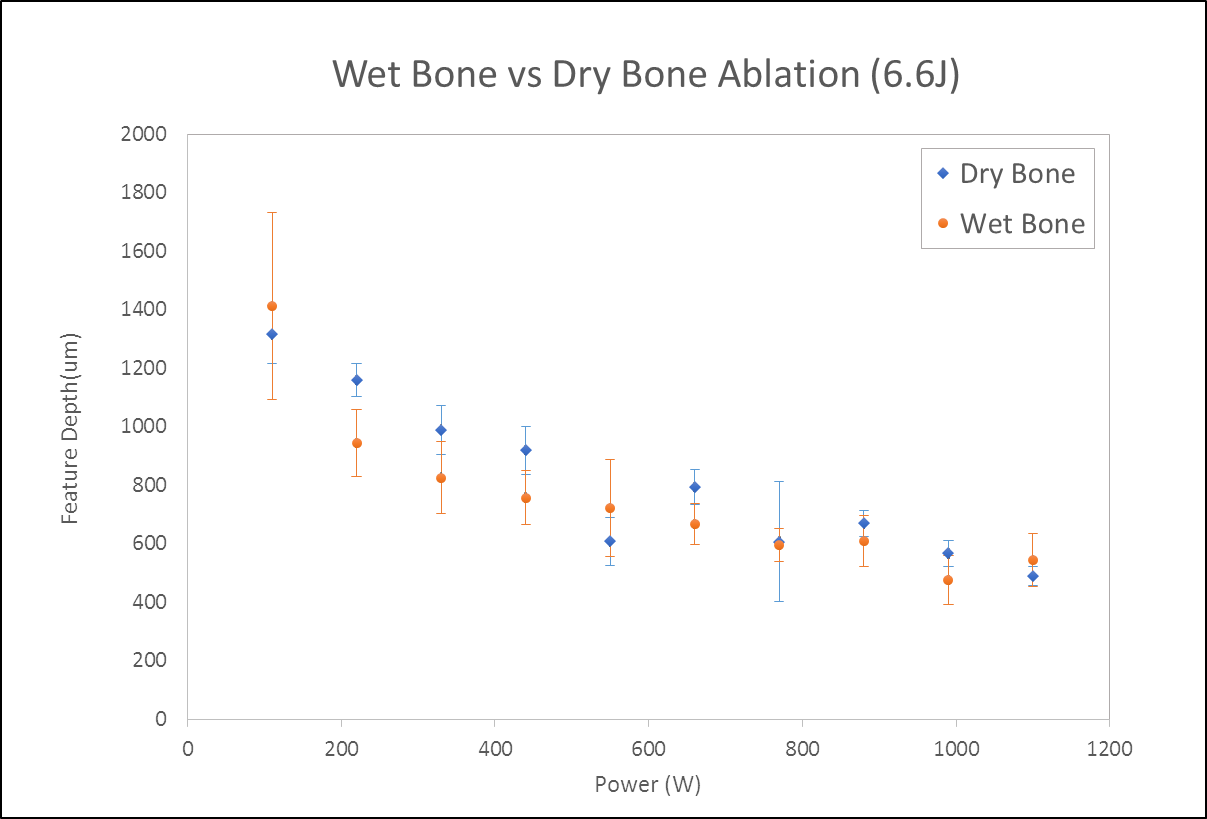 Wet Bone vs Dry Bone Ablation (6.6J)
2000
1800
1600
1400
1200
1000
800
600
400
200
0
Feature Depth(um)
Dry Bone
Wet Bone
0 200 400 600 800 1000 1200
Power (W)